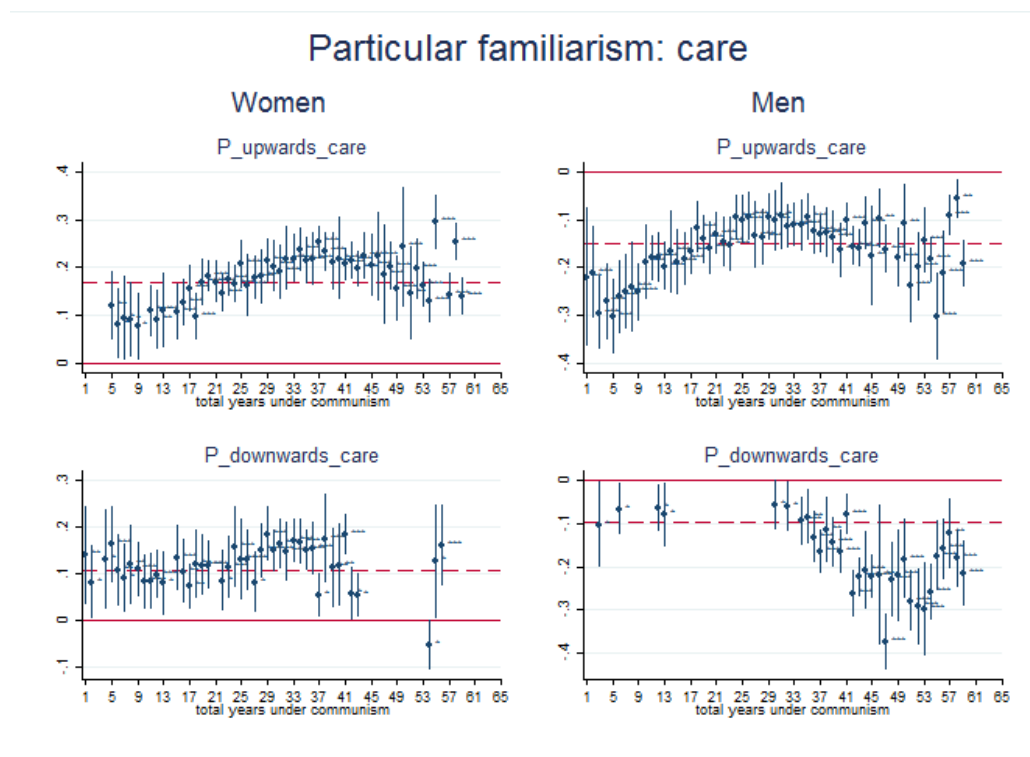 Particular familiarism: care
Women
Men
P_upwards_care
P_upwards_care
.4
.3
.2
.1
0
1 5 9 13 17 21 25 29 33 37 41 45 49 53 57 61 65
total years under communism
0
-.1
-.2
-.3
-.4
1 5 9 13 17 21 25 29 33 37 41 45 49 53 57 61 65
total years under communism
P_downwards_care
P_downwards_care
.3
.2
.1
0
-.1
1 5 9 13 17 21 25 29 33 37 41 45 49 53 57 61 65
total years under communism
0
-.1
-.2
-.3
-.4
1 5 9 13 17 21 25 29 33 37 41 45 49 53 57 61 65
total years under communism